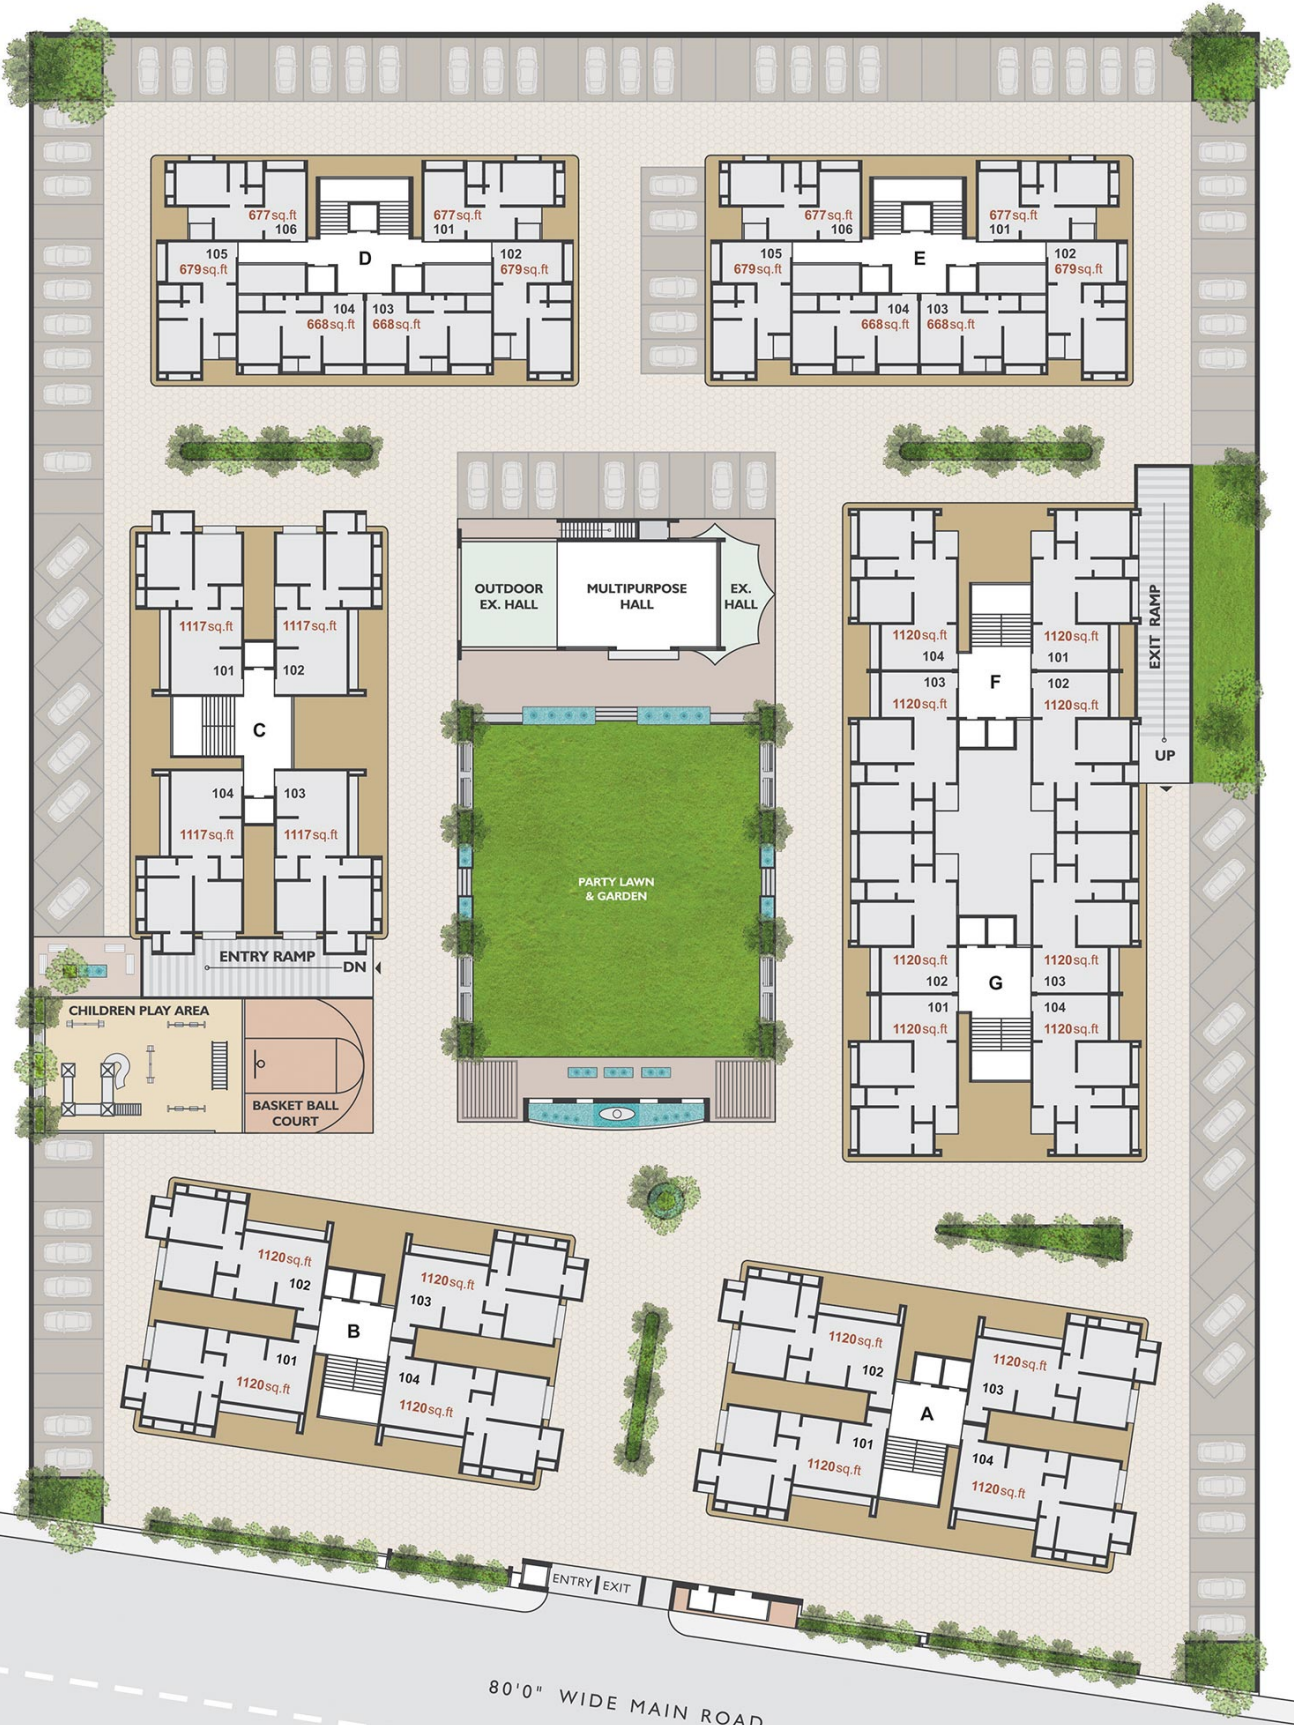 677sq.ft
106
677sq.ft
101
105
679sq.ft
D
102
679sq.ft
104
668sq.ft
103
668sq.ft
677sq.ft
106
677sq.ft
101
105
679sq.ft
E
102
679sq.ft
104
668sq.ft
103
668sq.ft
OUTDOOR
EX. HALL
MULTIPURPOSE
HALL
EX.
HALL
1117sq.ft
101
1117sq.ft
102
C
104
1117sq.ft
103
1117sq.ft
1120sq.ft
104
1120sq.ft
101
F
103
1120sq.ft
102
1120sq.ft
EXIT RAMP
UP
PARTY LAWN
& GARDEN
1120sq.ft
102
1120sq.ft
103
G
101
1120sq.ft
104
1120sq.ft
ENTRY RAMP
DN
CHILDREN PLAY AREA
BASKET BALL
COURT
1120sq.ft
102
1120sq.ft
103
B
101
1120sq.ft
104
1120sq.ft
1120sq.ft
102
1120sq.ft
103
A
101
1120sq.ft
104
1120sq.ft
ENTRY EXIT
80'0" WIDE MAIN ROAD